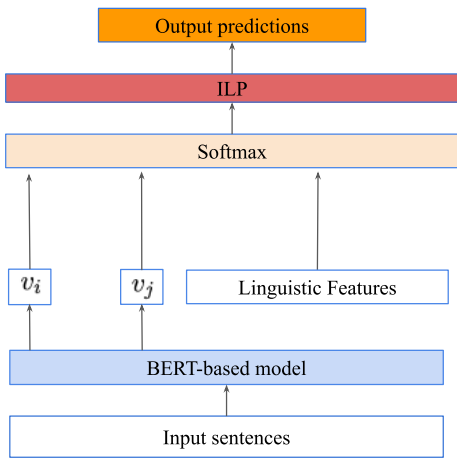 Output predictions
ILP
Softmax
v_i
v_j
Linguistic Features
BERT-based model
Input sentences